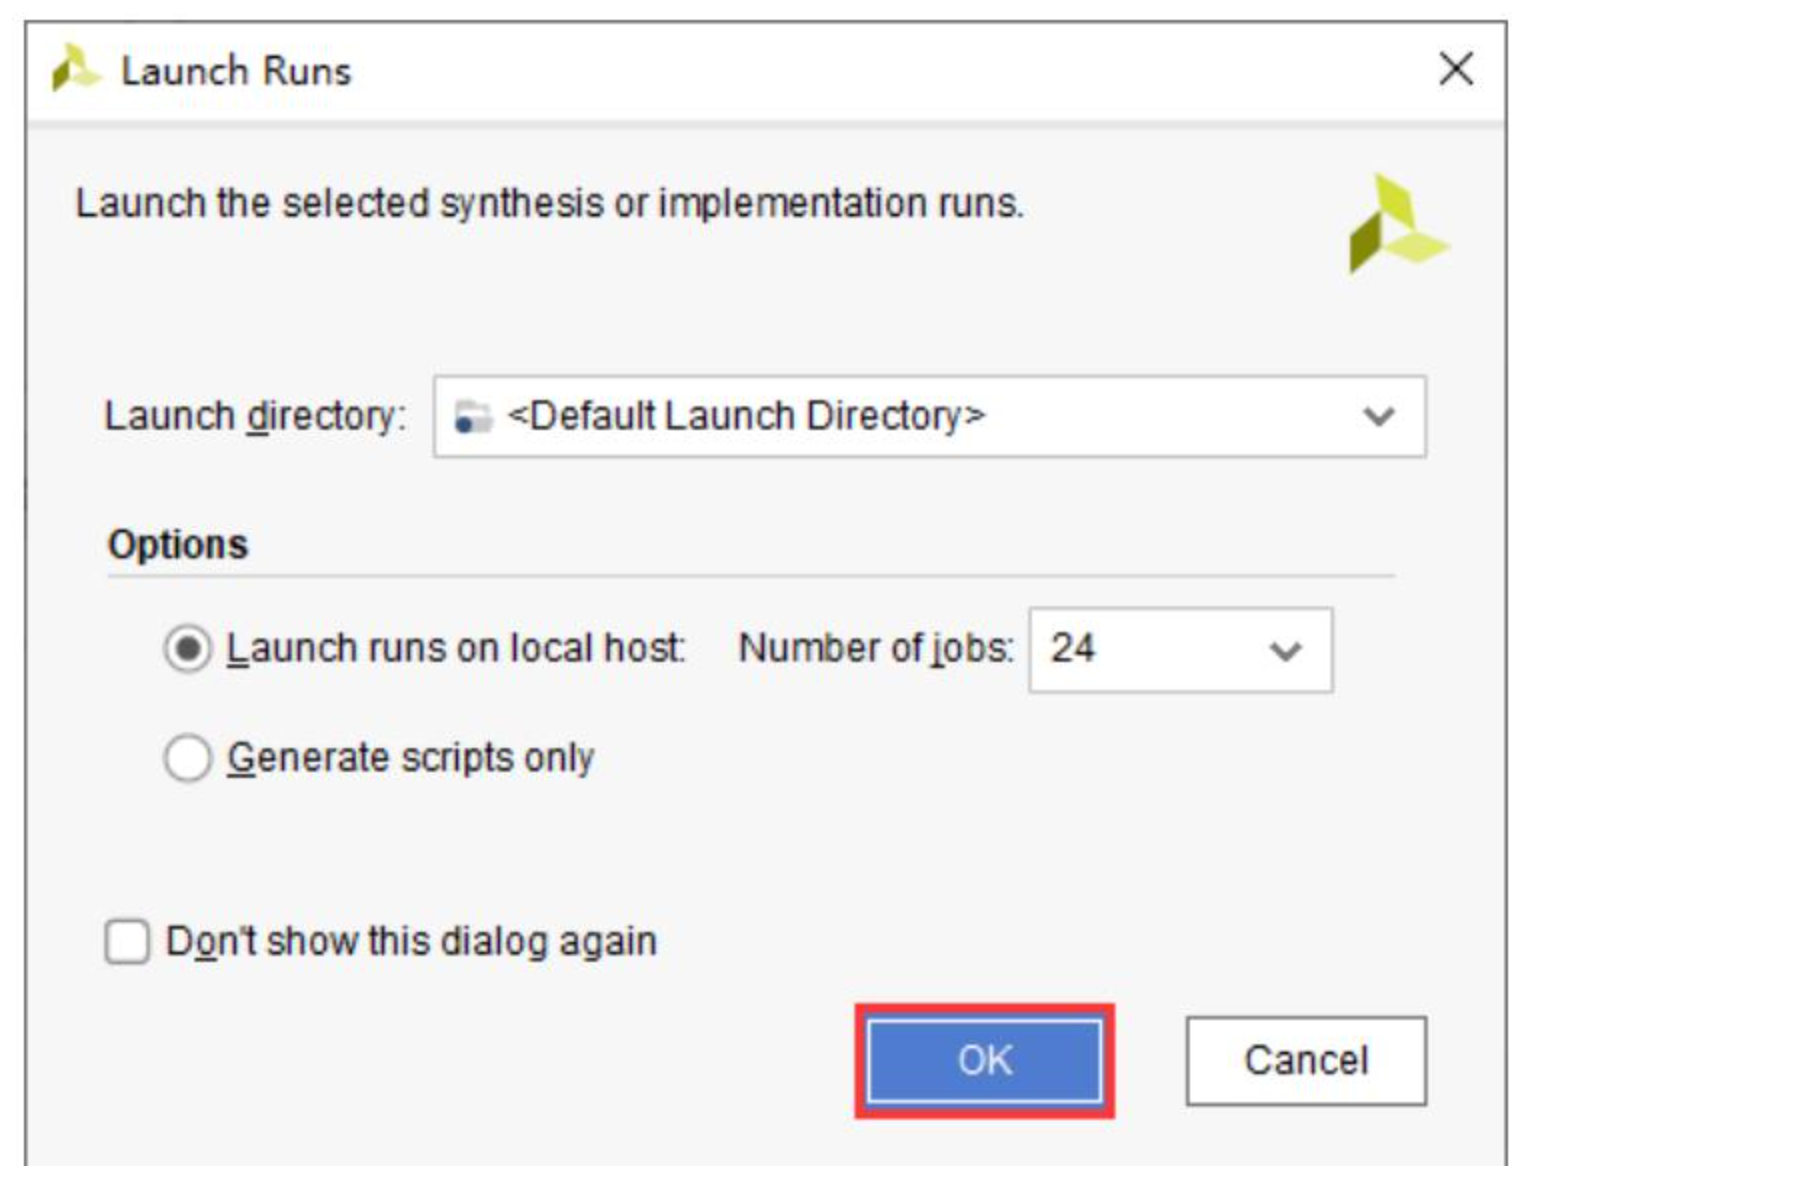 Launch Runs
Launch the selected synthesis or implementation runs.
Launch directory: <Default Launch Directory>
Options
Launch runs on local host: Number of jobs: 24
Generate scripts only
Don't show this dialog again
OK Cancel